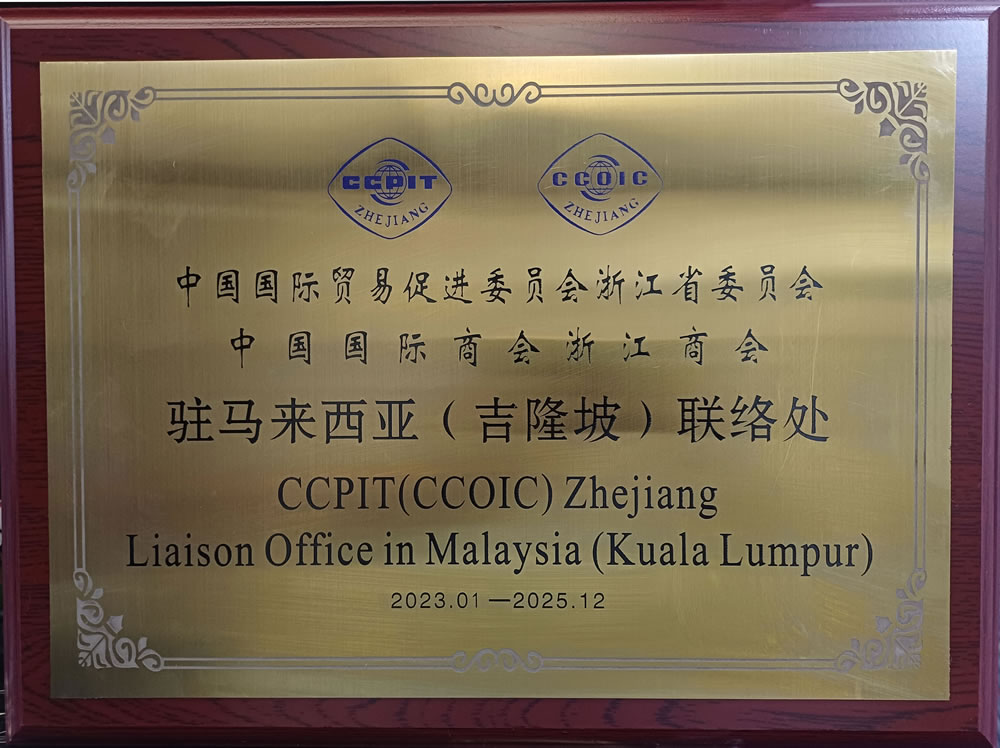 CCPIT
ZHEJIANG
CCOIC
ZHEJIANG
中国国际贸易促进委员会浙江省委员会
中国国际商会浙江商会
驻马来西亚（吉隆坡）联络处
CCPIT(CCOIC) Zhejiang
Liaison Office in Malaysia (Kuala Lumpur)
2023.01—2025.12